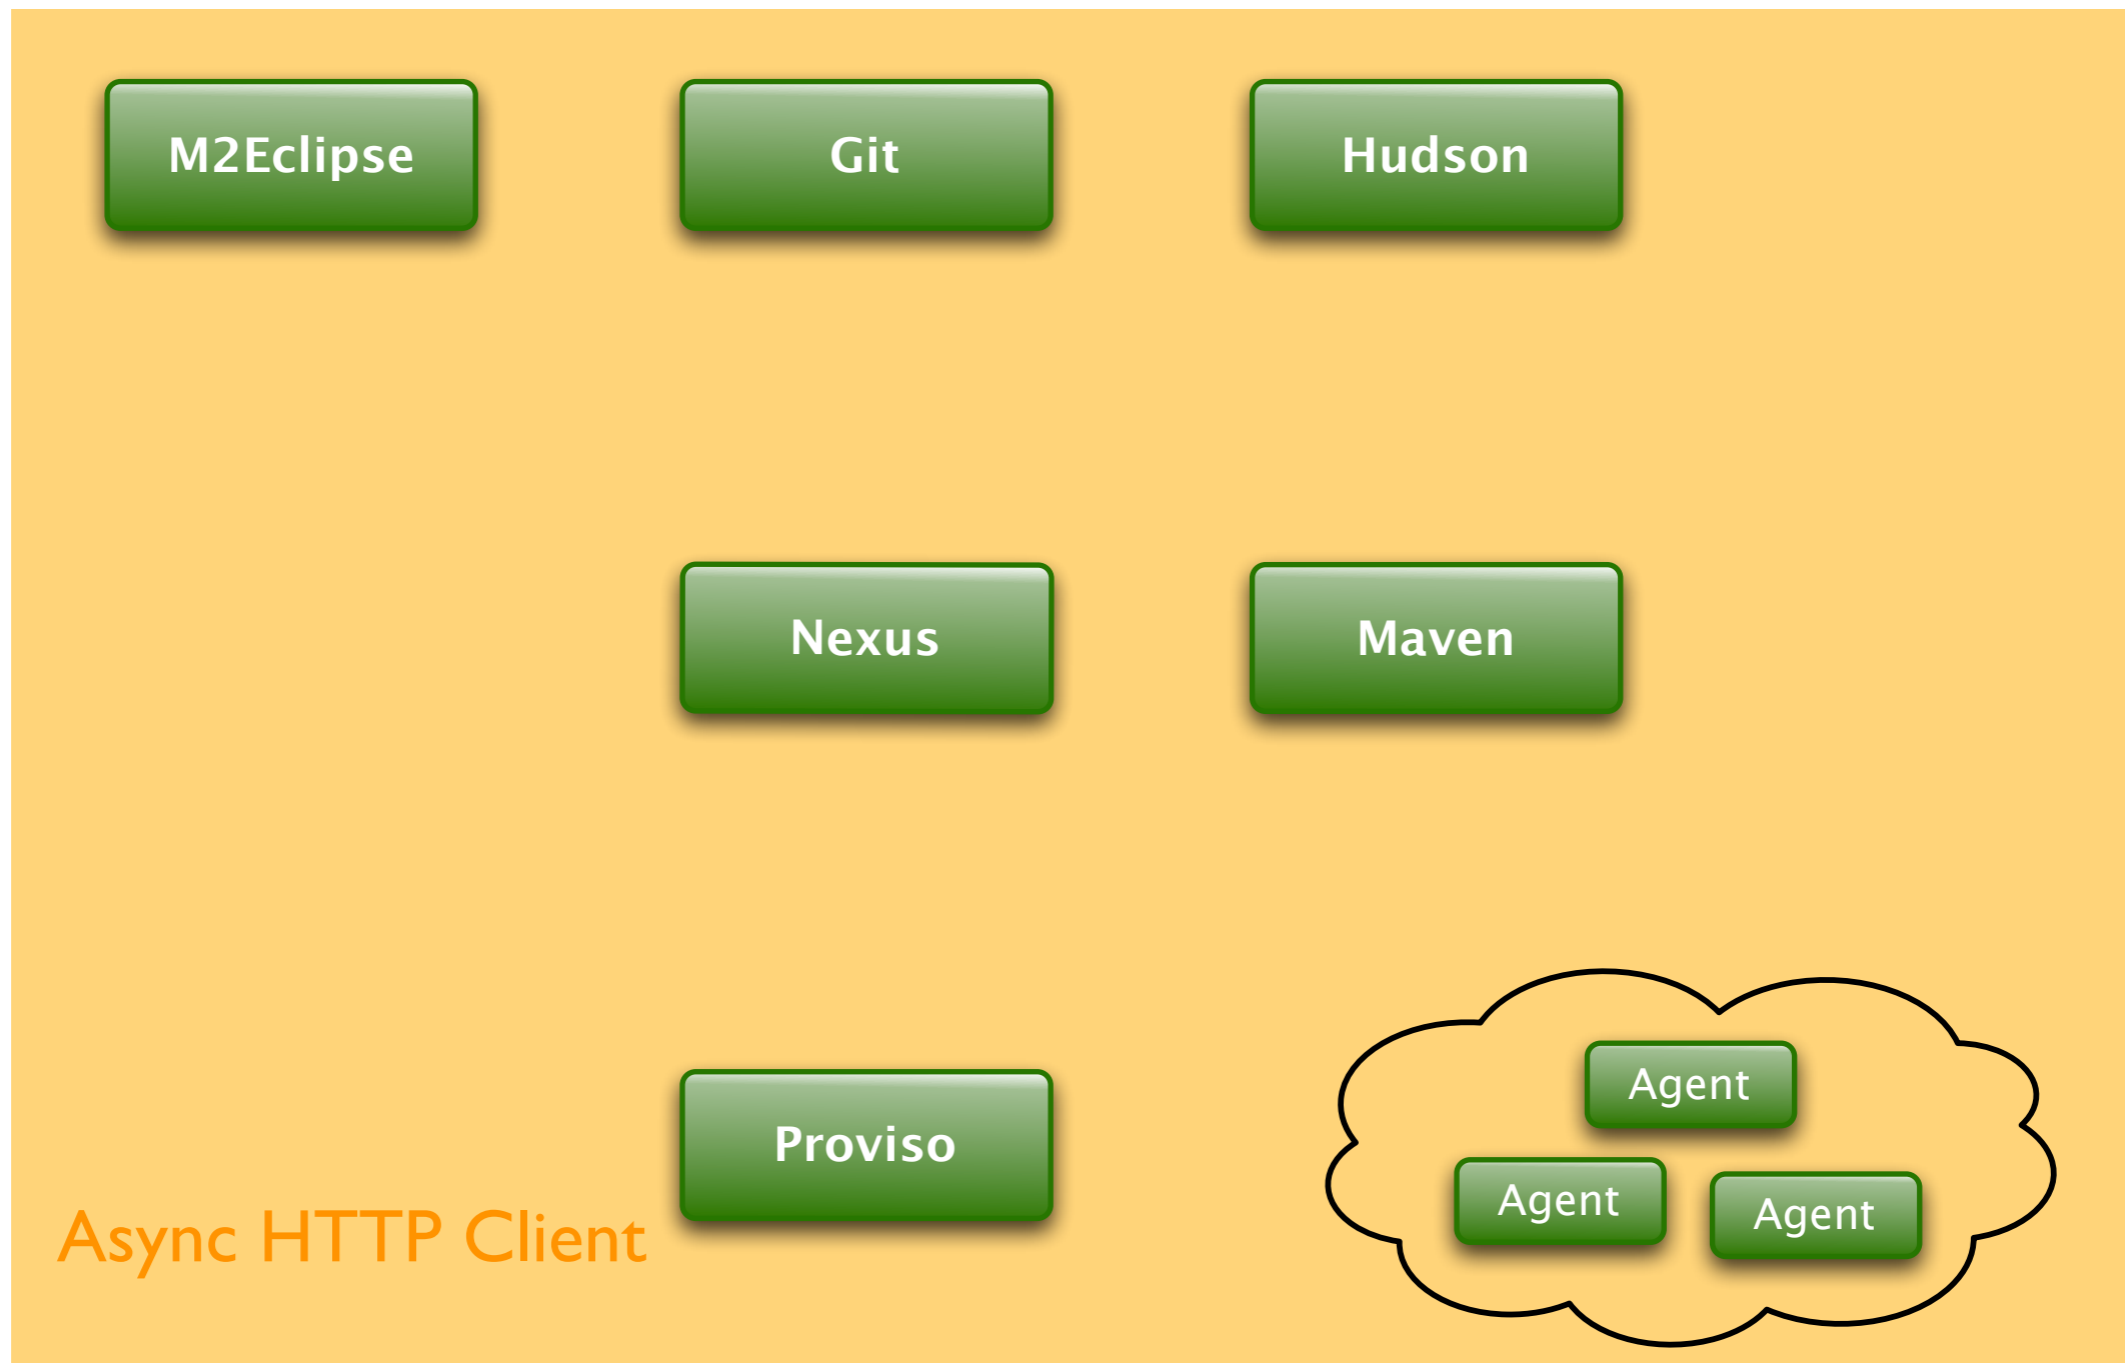 M2Eclipse
Git
Hudson
Nexus
Maven
Proviso
Async HTTP Client
Agent
Agent
Agent